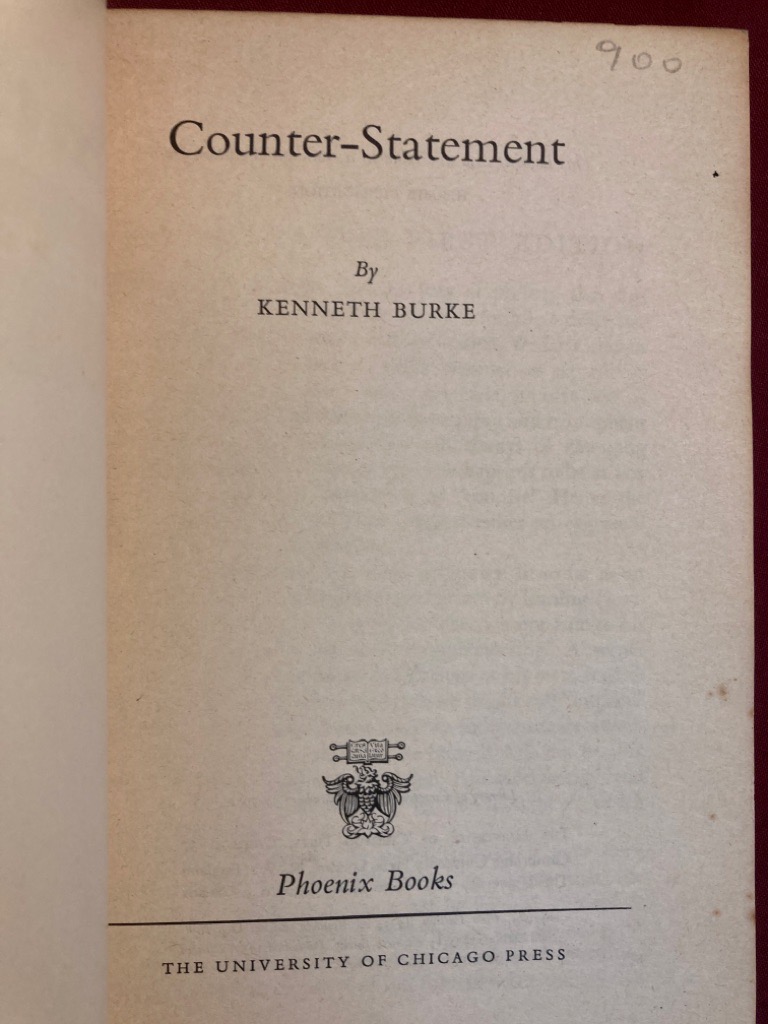 900
Counter-Statement
By
KENNETH BURKE
Phoenix Books
THE UNIVERSITY OF CHICAGO PRESS